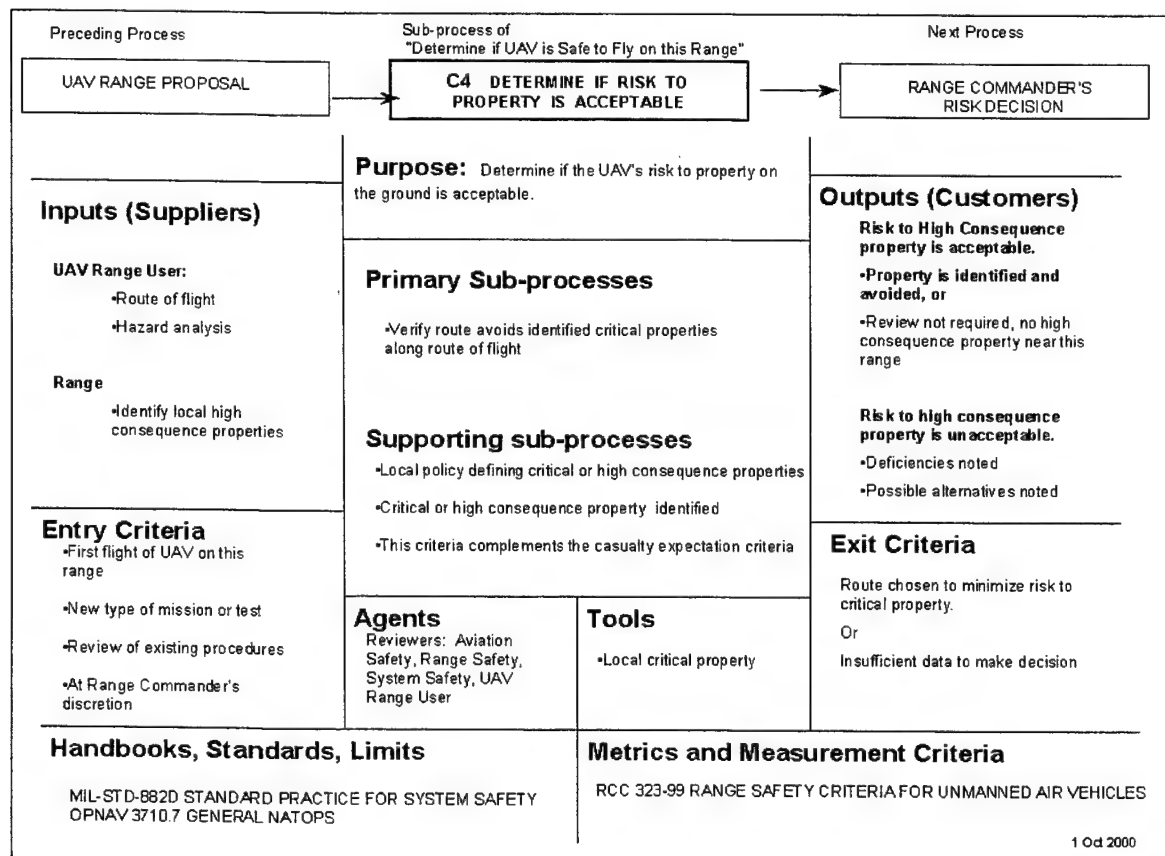 Preceding Process
Sub-process of
"Determine if UAV is Safe to Fly on this Range"
Next Process
UAV RANGE PROPOSAL
C4 DETERMINE IF RISK TO
PROPERTY IS ACCEPTABLE
RANGE COMMANDER'S
RISK DECISION
Purpose: Determine if the UAV's risk to property on
the ground is acceptable.
Inputs (Suppliers)
UAV Range User:
•Route of flight
•Hazard analysis
Range
•Identify local high
consequence properties
Primary Sub-processes
•Verify route avoids identified critical properties
along route of flight
Supporting sub-processes
•Local policy defining critical or high consequence properties
•Critical or high consequence property identified
•This criteria complements the casualty expectation criteria
Outputs (Customers)
Risk to High Consequence
property is acceptable.
•Property is identified and
avoided, or
•Review not required, no high
consequence property near this
range
Risk to high consequence
property is unacceptable.
•Deficiencies noted
•Possible alternatives noted
Entry Criteria
•First flight of UAV on this
range
•New type of mission or test
•Review of existing procedures
•At Range Commander's
discretion
Agents
Reviewers: Aviation
Safety, Range Safety,
System Safety, UAV
Range User
Tools
•Local critical property
Exit Criteria
Route chosen to minimize risk to
critical property.
Or
Insufficient data to make decision
Handbooks, Standards, Limits
MIL-STD-882D STANDARD PRACTICE FOR SYSTEM SAFETY
OPNAV 3710.7 GENERAL NATOPS
Metrics and Measurement Criteria
RCC 323-99 RANGE SAFETY CRITERIA FOR UNMANNED AIR VEHICLES
1 Oct 2000